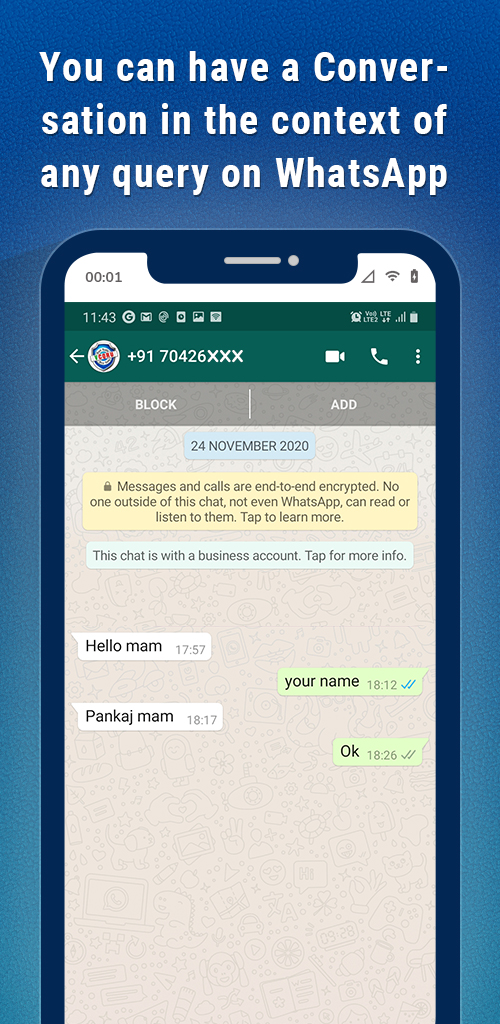 You can have a Conver-
sation in the context of
any query on WhatsApp
00:01
11:43
Vo)) LTE
LTE2
+91 70426XXX
BLOCK
ADD
24 NOVEMBER 2020
Messages and calls are end-to-end encrypted. No
one outside of this chat, not even WhatsApp, can read or
listen to them. Tap to learn more.
This chat is with a business account. Tap for more info.
Hello mam 17:57
your name 18:12
Pankaj mam 18:17
Ok 18:26